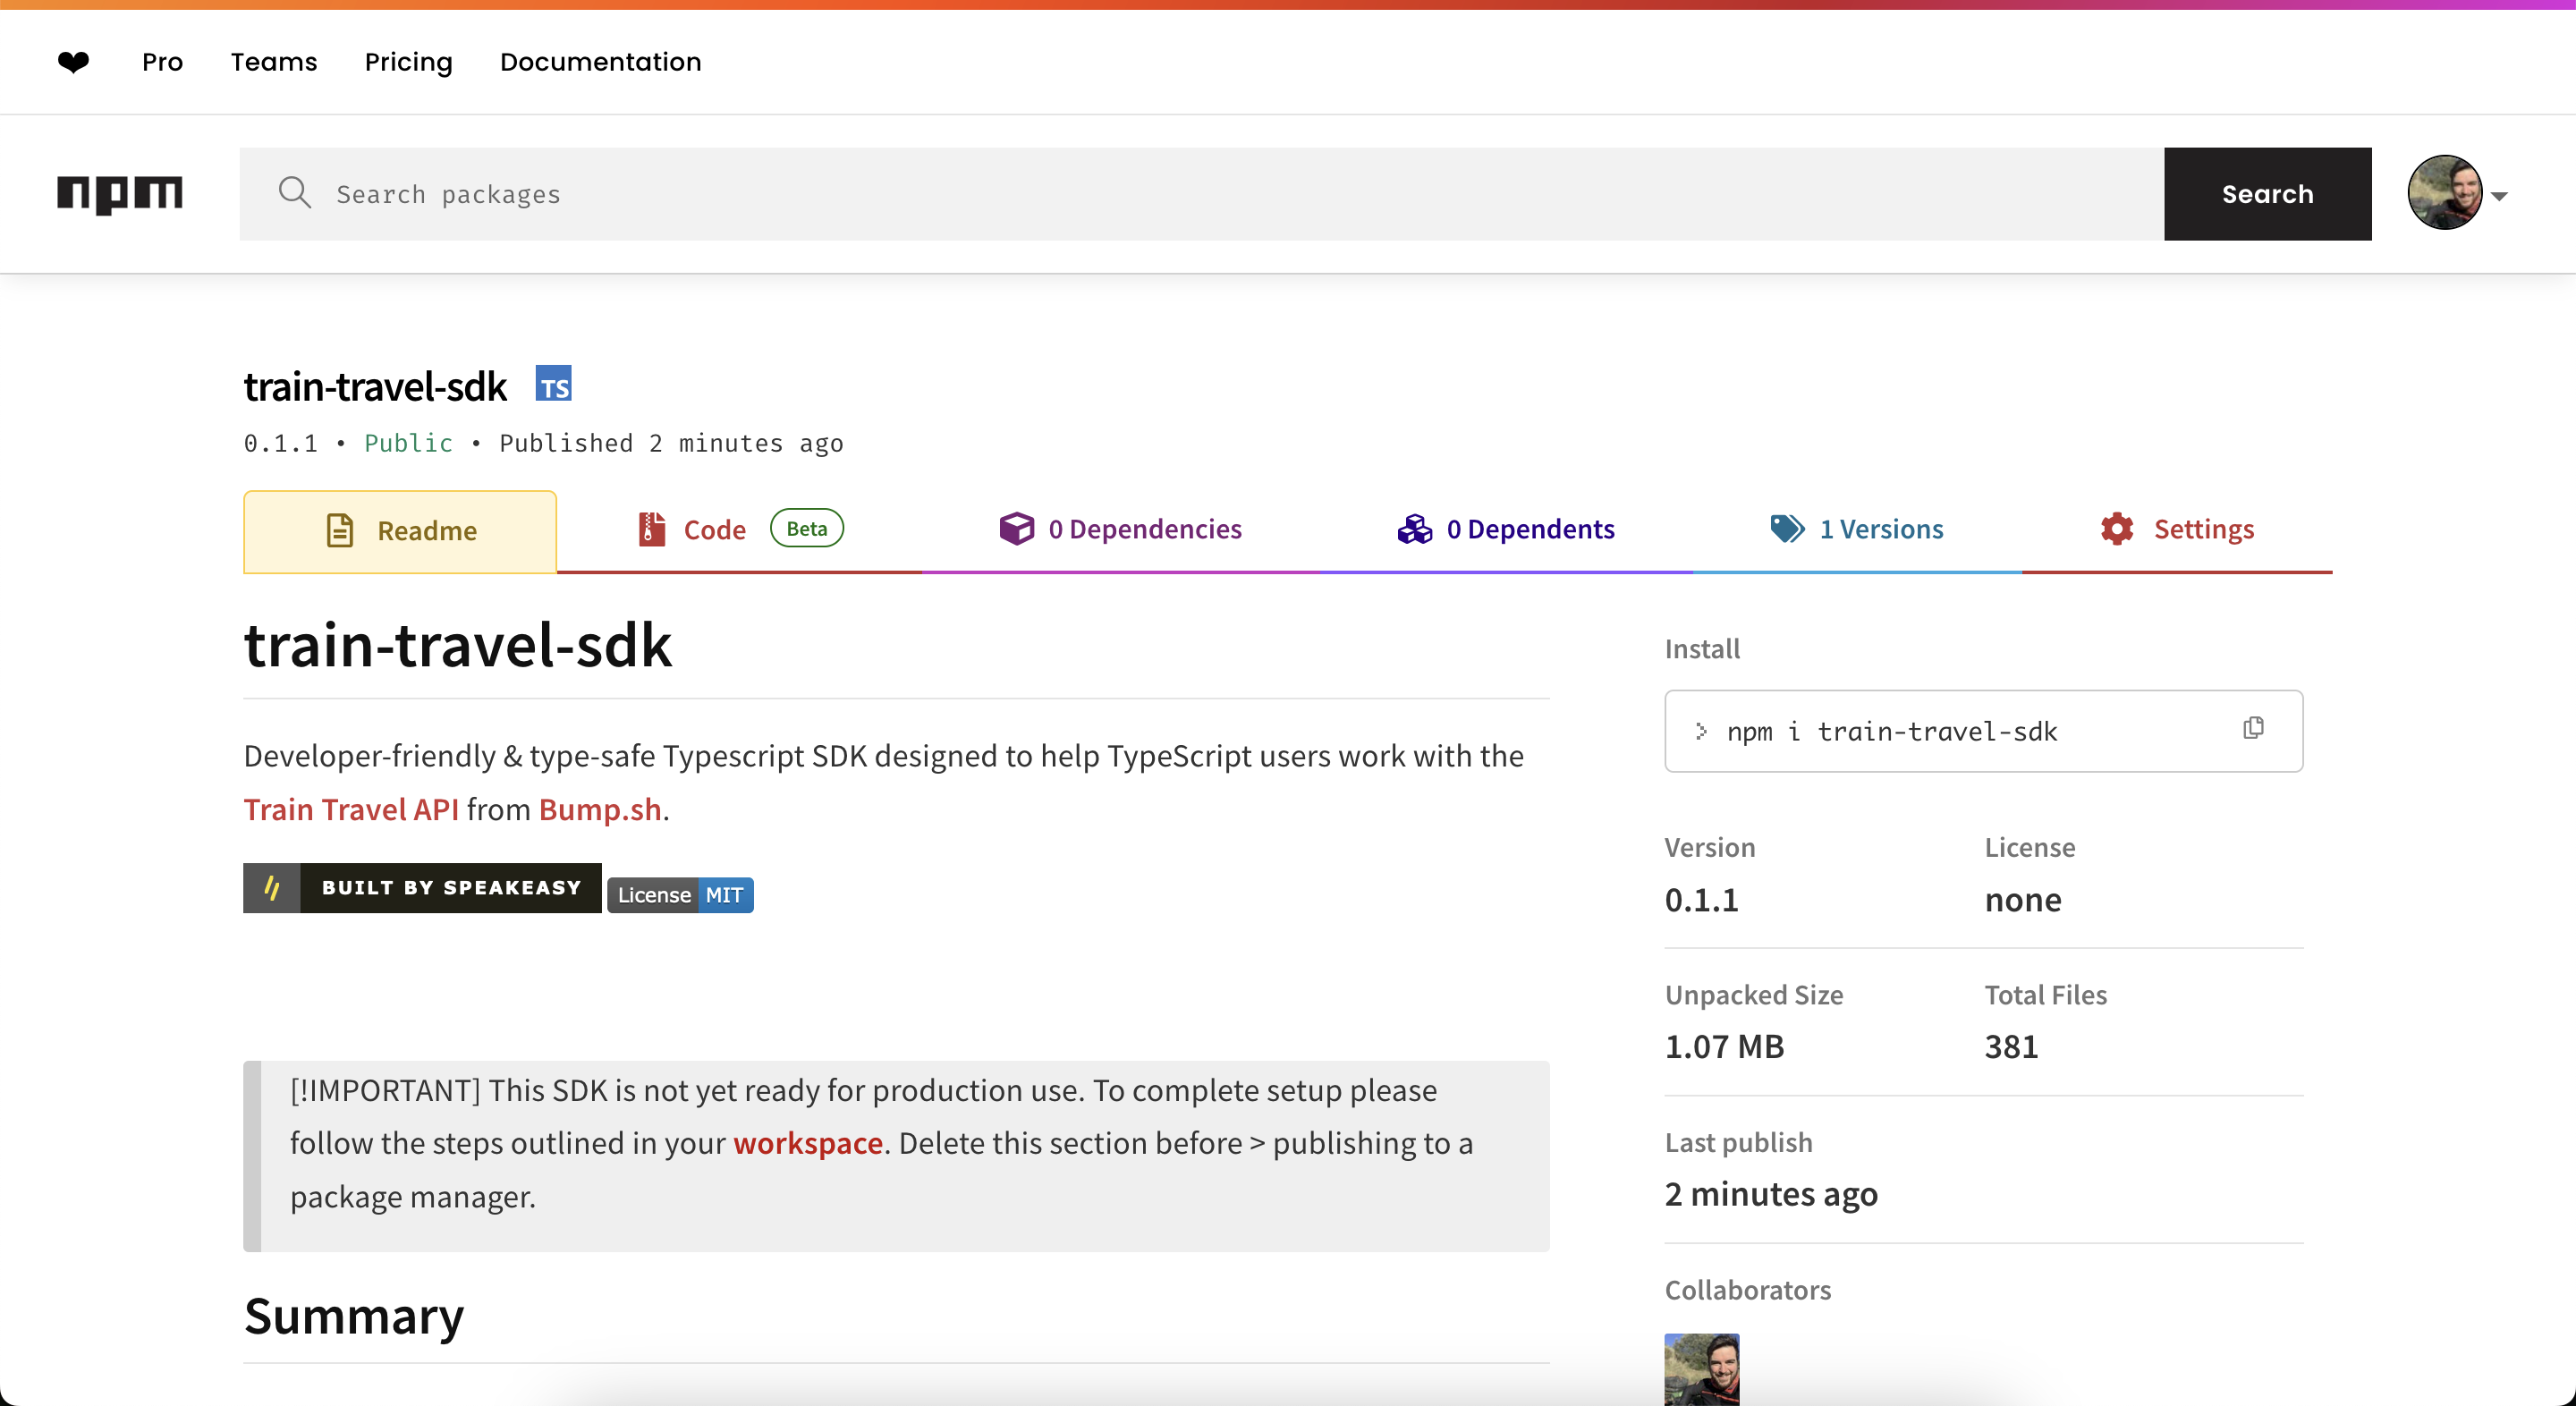 ❤ Pro Teams Pricing Documentation
npm Search packages Search
train-travel-sdk TS
0.1.1 • Public • Published 2 minutes ago
Readme Code Beta 0 Dependencies 0 Dependents 1 Versions Settings
train-travel-sdk
Developer-friendly & type-safe Typescript SDK designed to help TypeScript users work with the
Train Travel API from Bump.sh.
BUILT BY SPEAKEASY License MIT
[!IMPORTANT] This SDK is not yet ready for production use. To complete setup please
follow the steps outlined in your workspace. Delete this section before > publishing to a
package manager.
Summary
Install
> npm i train-travel-sdk
Version License
0.1.1 none
Unpacked Size Total Files
1.07 MB 381
Last publish
2 minutes ago
Collaborators